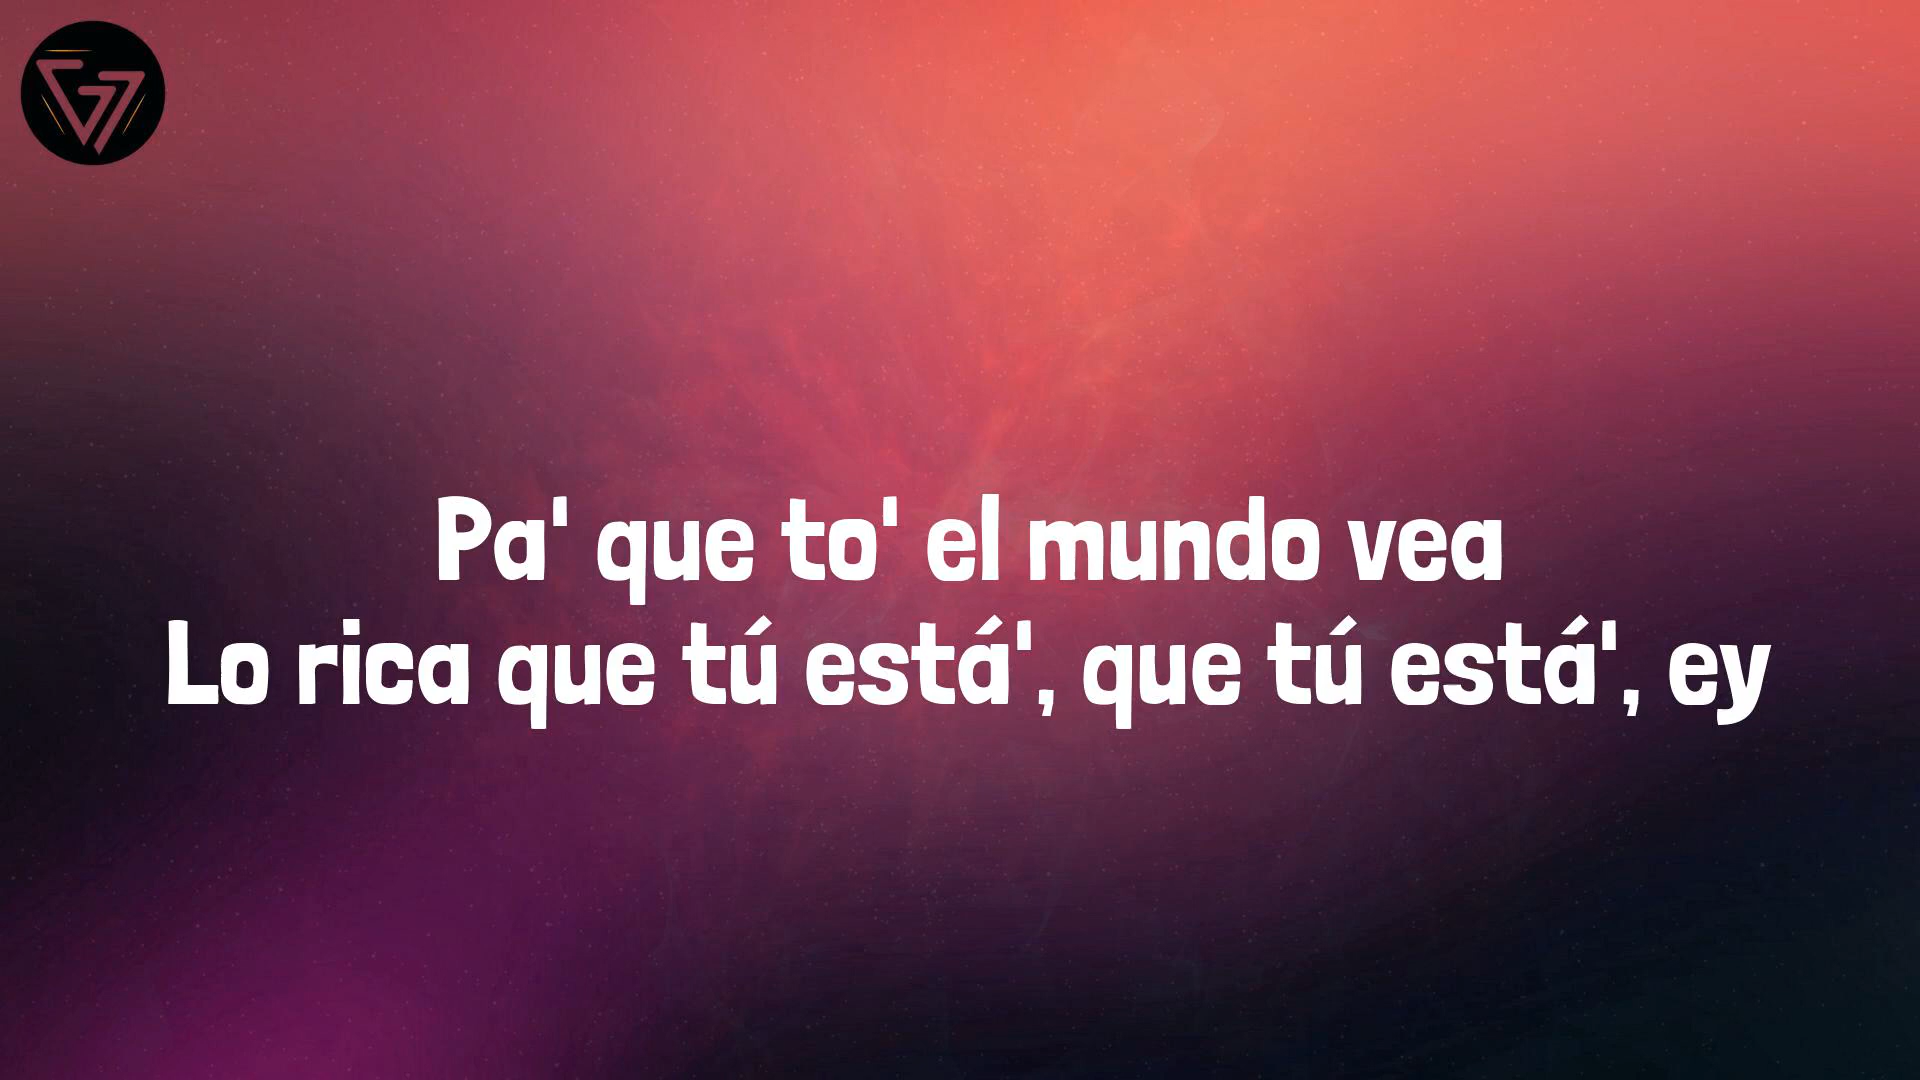 Pa' que to' el mundo vea
Lo rica que tú está', que tú está', ey